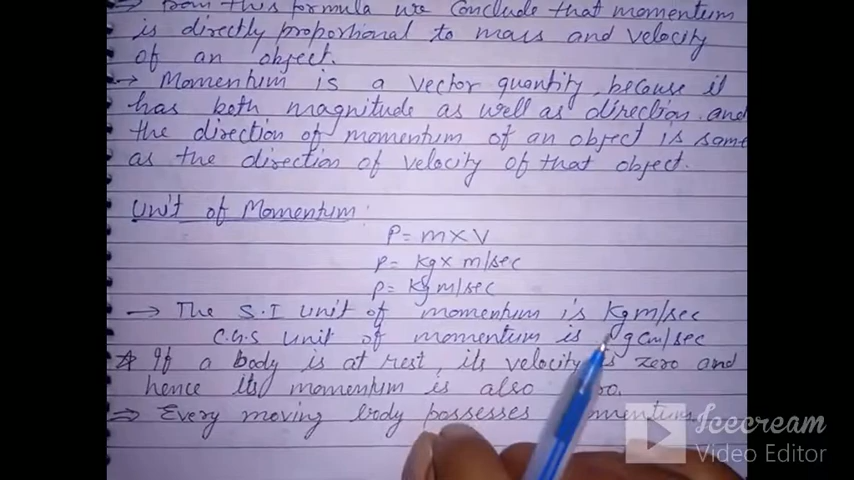 ⇒ From this formula we conclude that momentum
is directly proportional to mass and velocity
of an object.
→ Momentum is a vector quantity, because it
has both magnitude as well as direction and
the direction of momentum of an object is same
as the direction of velocity of that object.
Unit of Momentum:
P = m x V
P = Kg x m/sec
P = Kg m/sec
→ The S.I unit of momentum is Kgm/sec
C.G.S unit of momentum is gcm/sec
* If a body is at rest, its velocity is zero and
hence its momentum is also
⇒ Every moving body possesses momentum.
Icecream
Video Editor